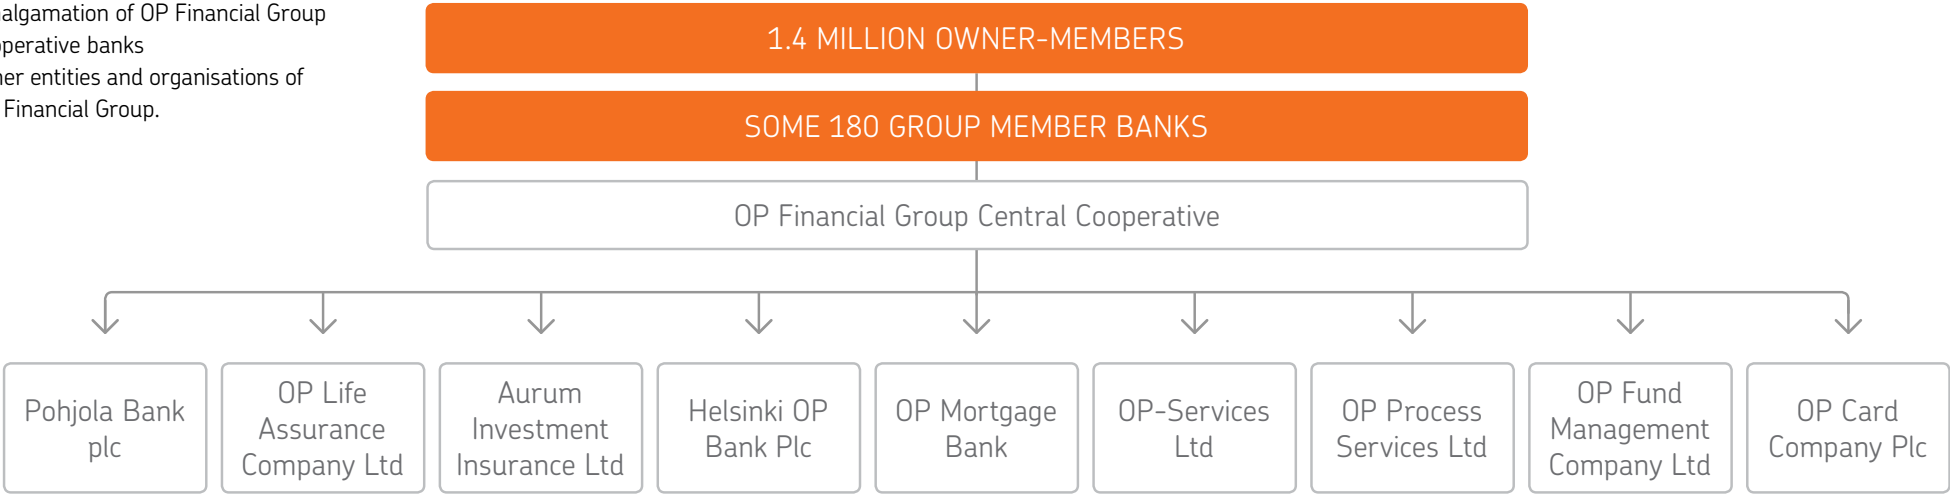 algamation of OP Financial Group
operative banks
er entities and organisations of
Financial Group.
1.4 MILLION OWNER-MEMBERS
SOME 180 GROUP MEMBER BANKS
OP Financial Group Central Cooperative
Pohjola Bank
plc
OP Life
Assurance
Company Ltd
Aurum
Investment
Insurance Ltd
Helsinki OP
Bank Plc
OP Mortgage
Bank
OP-Services
Ltd
OP Process
Services Ltd
OP Fund
Management
Company Ltd
OP Card
Company Plc